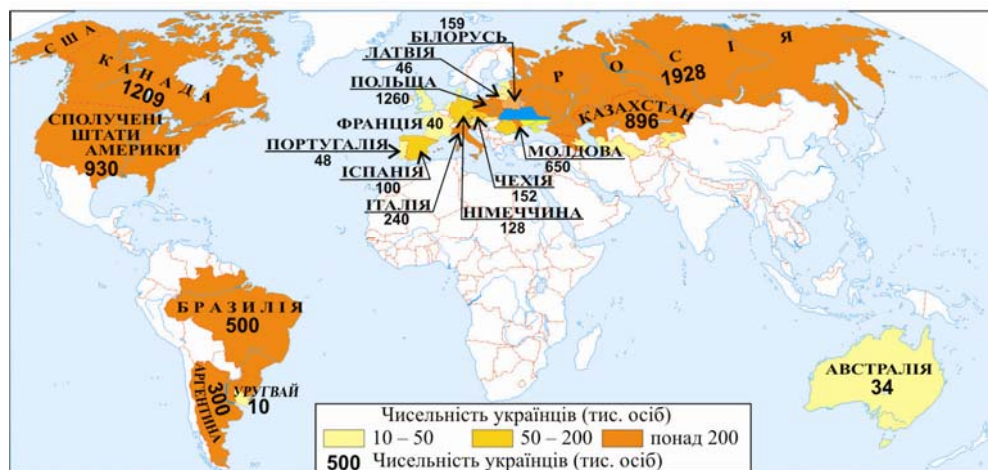 США
КАНАДА
1209
СПОЛУЧЕНІ
ШТАТИ
АМЕРИКИ
930
159
БІЛОРУСЬ
ЛАТВІЯ
46
ПОЛЬЩА
1260
ФРАНЦІЯ 40
ПОРТУГАЛІЯ
48
ІСПАНІЯ
100
ІТАЛІЯ
240
НІМЕЧЧИНА
128
ЧЕХІЯ
152
МОЛДОВА
650
РОСІЯ
1928
КАЗАХСТАН
896
БРАЗИЛІЯ
500
АРГЕНТИНА
300
УРУГВАЙ
10
АВСТРАЛІЯ
34
Чисельність українців (тис. осіб)
10 – 50 50 – 200 понад 200
500 Чисельність українців (тис. осіб)